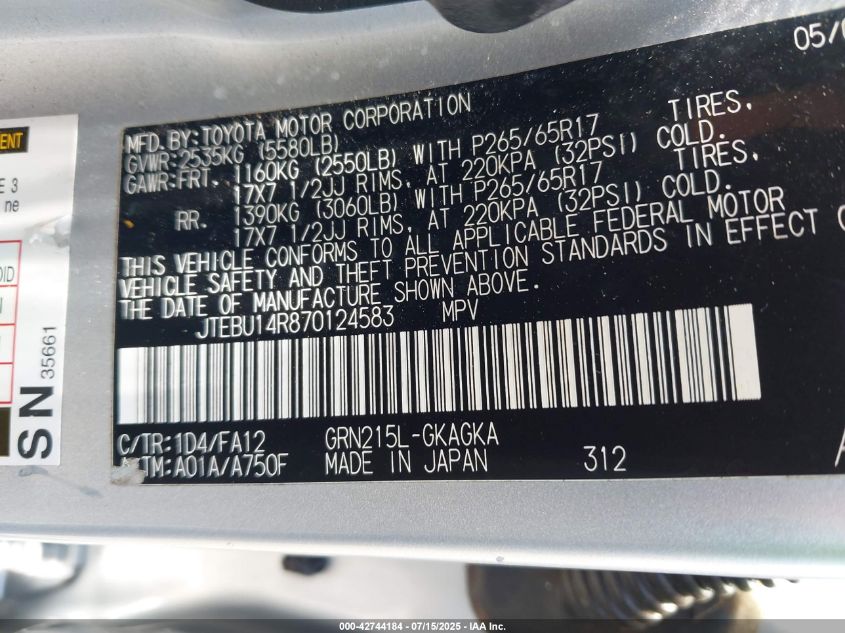 05/
MFD. BY: TOYOTA MOTOR CORPORATION
GVWR: 2535KG (5580LB)
GAWR-FRT. 1160KG (2550LB) WITH P265/65R17 TIRES,
17X7 1/2JJ RIMS, AT 220KPA (32PSI) COLD.
RR. 1390KG (3060LB) WITH P265/65R17 TIRES,
17X7 1/2JJ RIMS, AT 220KPA (32PSI) COLD.
THIS VEHICLE CONFORMS TO ALL APPLICABLE FEDERAL MOTOR
VEHICLE SAFETY AND THEFT PREVENTION STANDARDS IN EFFECT
THE DATE OF MANUFACTURE SHOWN ABOVE.
JTEBU14R870124583 MPV
C/TR: 1D4/FA12 GRN215L-GKAGKA
TM: A01A/A750F MADE IN JAPAN 312
E 3
ne
SN 35661
000-42744184 - 07/15/2025 - IAAI.COM